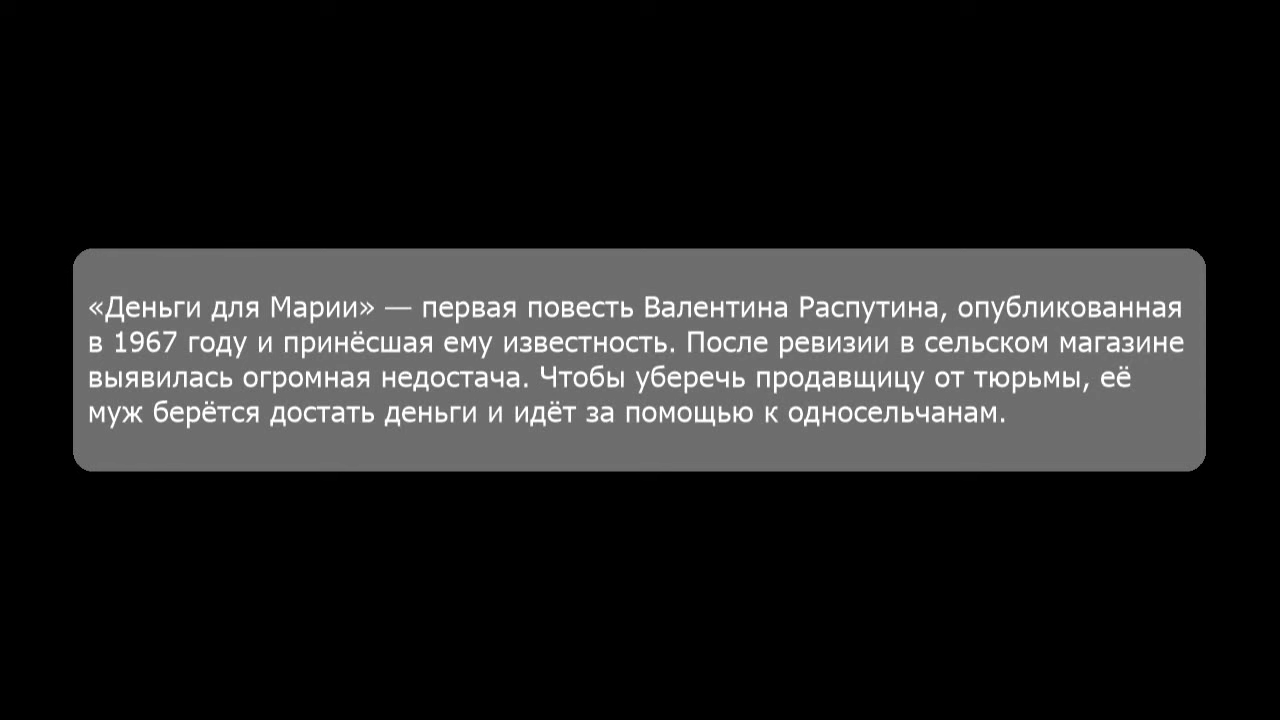 «Деньги для Марии» — первая повесть Валентина Распутина, опубликованная
в 1967 году и принёсшая ему известность. После ревизии в сельском магазине
выявилась огромная недостача. Чтобы уберечь продавщицу от тюрьмы, её
муж берётся достать деньги и идёт за помощью к односельчанам.